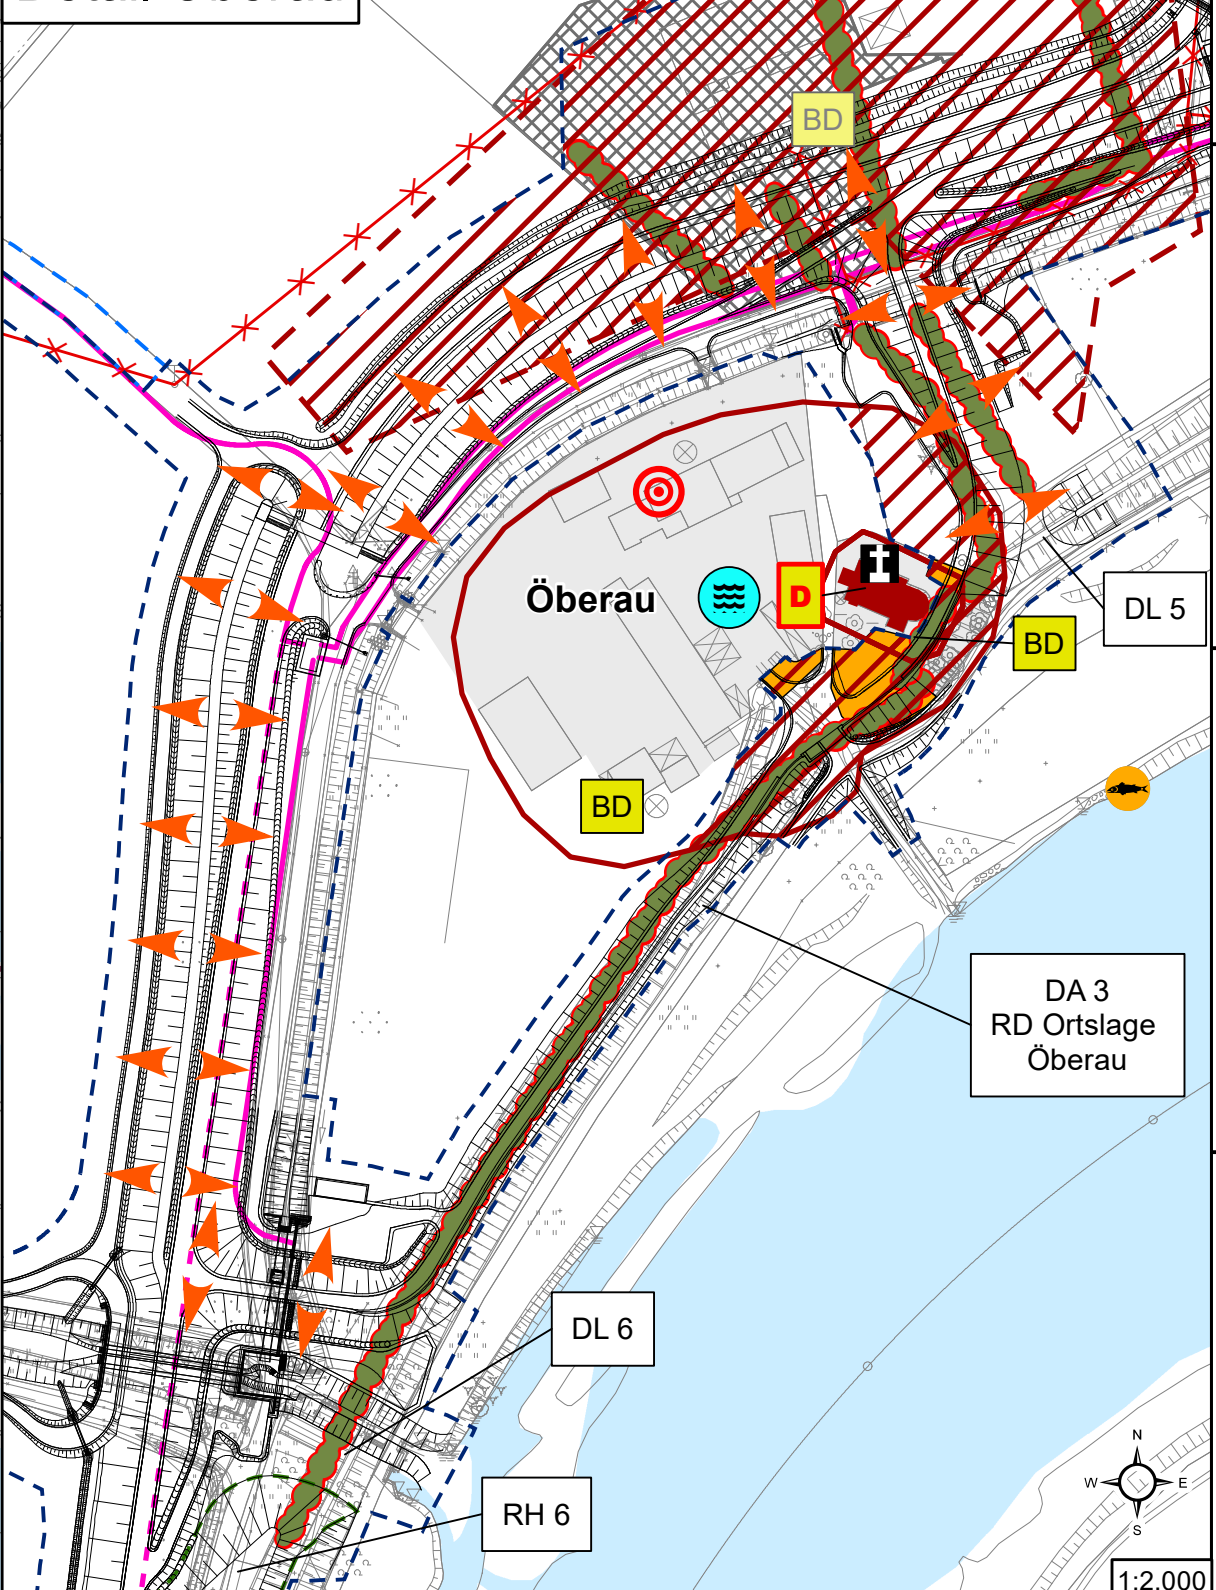 BD
Öberau
D
DL 5
BD
BD
DA 3
RD Ortslage
Öberau
DL 6
RH 6
N
W E
S
1:2.000